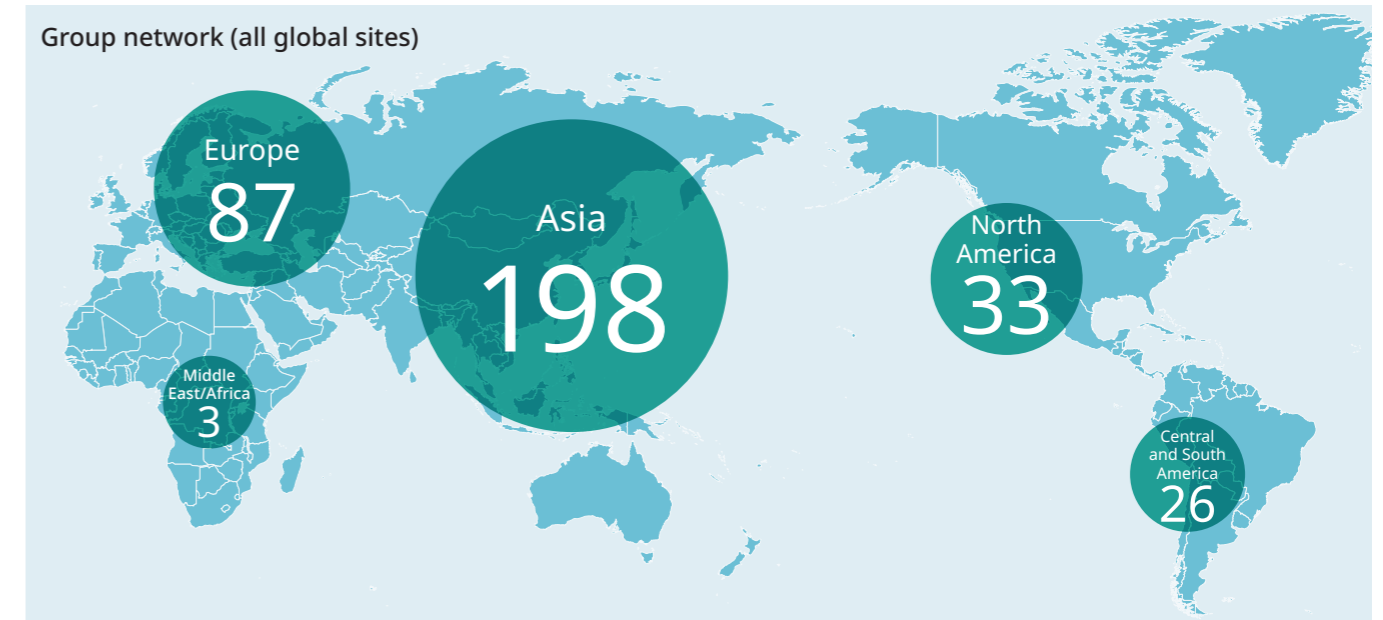 Group network (all global sites)
Europe
87
Asia
198
North
America
33
Middle
East/Africa
3
Central
and South
America
26